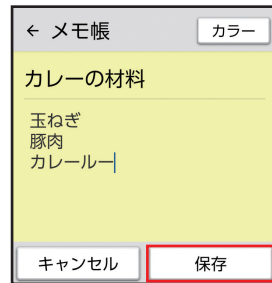 ← メモ帳 カラー
カレーの材料
玉ねぎ
豚肉
カレールー
キャンセル 保存